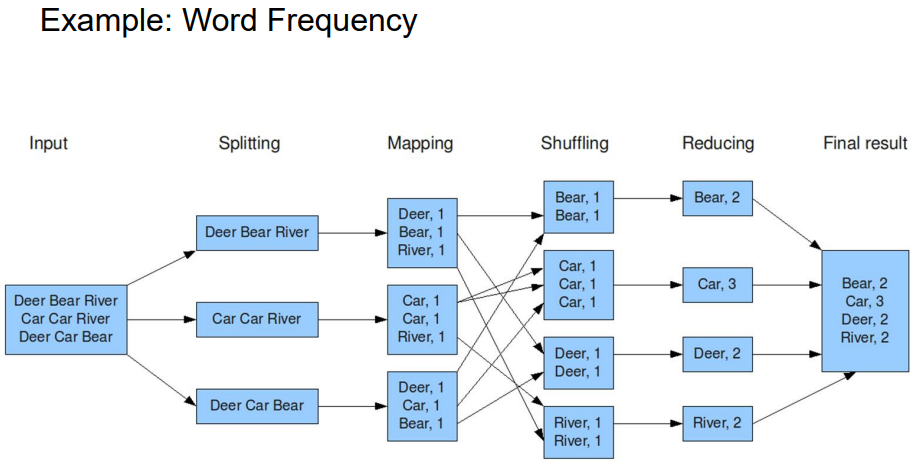 Example: Word Frequency
Input
Splitting
Mapping
Shuffling
Reducing
Final result
Deer Bear River
Car Car River
Deer Car Bear
Deer Bear River
Car Car River
Deer Car Bear
Deer, 1
Bear, 1
River, 1
Car, 1
Car, 1
River, 1
Deer, 1
Car, 1
Bear, 1
Bear, 1
Bear, 1
Car, 1
Car, 1
Car, 1
Deer, 1
Deer, 1
River, 1
River, 1
Bear, 2
Car, 3
Deer, 2
River, 2
Bear, 2
Car, 3
Deer, 2
River, 2